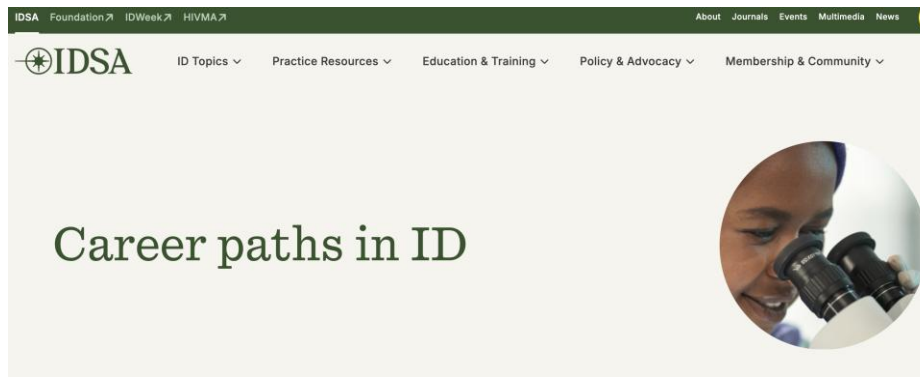 IDSA Foundation IDWeek HIVMA About Journals Events Multimedia News
IDSA ID Topics Practice Resources Education & Training Policy & Advocacy Membership & Community
Career paths in ID